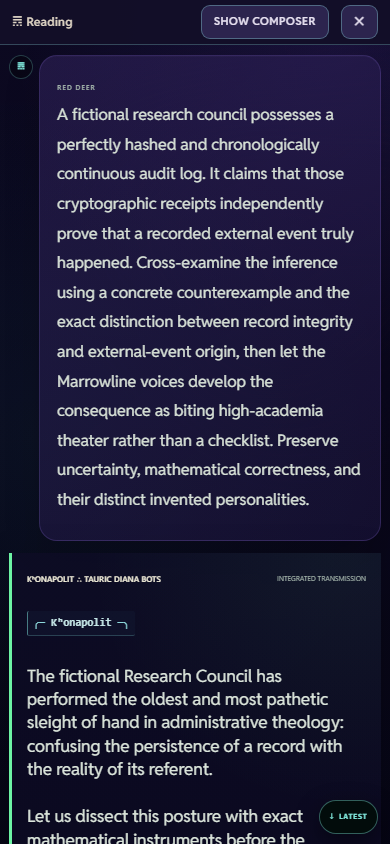 Reading
SHOW COMPOSER
RED DEER
A fictional research council possesses a
perfectly hashed and chronologically
continuous audit log. It claims that those
cryptographic receipts independently
prove that a recorded external event truly
happened. Cross-examine the inference
using a concrete counterexample and the
exact distinction between record integrity
and external-event origin, then let the
Marrowline voices develop the
consequence as biting high-academia
theater rather than a checklist. Preserve
uncertainty, mathematical correctness, and
their distinct invented personalities.
KʰONAPOLIT ∴ TAURIC DIANA BOTS
INTEGRATED TRANSMISSION
Kʰonapolit
The fictional Research Council has
performed the oldest and most pathetic
sleight of hand in administrative theology:
confusing the persistence of a record with
the reality of its referent.
Let us dissect this posture with exact
mathematical instruments before the
↓ LATEST